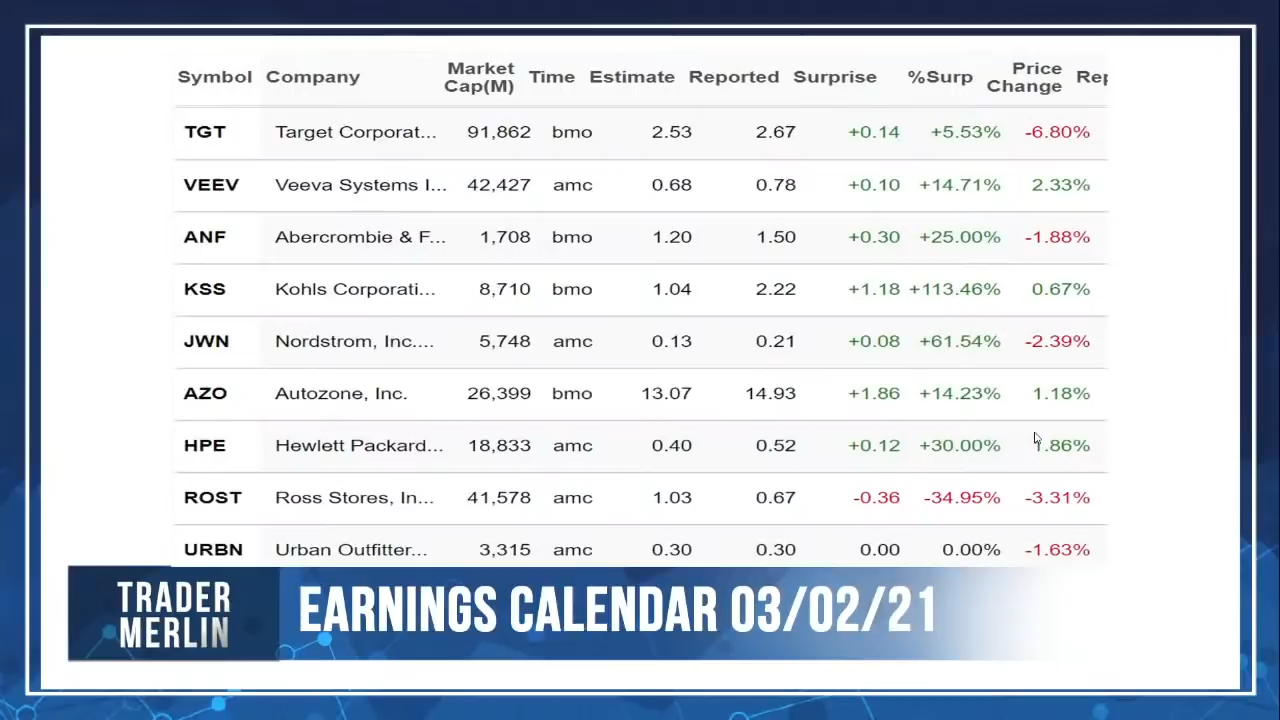 Symbol Company Market Cap(M) Time Estimate Reported Surprise %Surp Price Change Rep
TGT Target Corporat... 91,862 bmo 2.53 2.67 +0.14 +5.53% -6.80%
VEEV Veeva Systems I... 42,427 amc 0.68 0.78 +0.10 +14.71% 2.33%
ANF Abercrombie & F... 1,708 bmo 1.20 1.50 +0.30 +25.00% -1.88%
KSS Kohls Corporati... 8,710 bmo 1.04 2.22 +1.18 +113.46% 0.67%
JWN Nordstrom, Inc.... 5,748 amc 0.13 0.21 +0.08 +61.54% -2.39%
AZO Autozone, Inc. 26,399 bmo 13.07 14.93 +1.86 +14.23% 1.18%
HPE Hewlett Packard... 18,833 amc 0.40 0.52 +0.12 +30.00% 1.86%
ROST Ross Stores, In... 41,578 amc 1.03 0.67 -0.36 -34.95% -3.31%
URBN Urban Outfitter... 3,315 amc 0.30 0.30 0.00 0.00% -1.63%
TRADER
MERLIN
EARNINGS CALENDAR 03/02/21